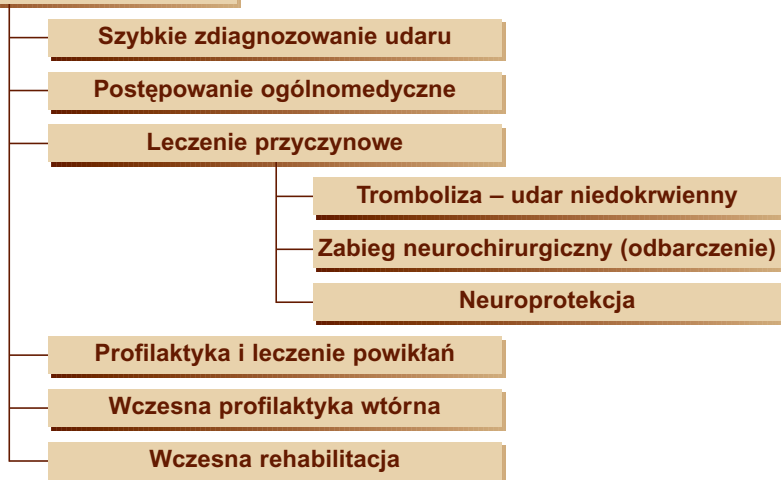 Szybkie zdiagnozowanie udaru
Postępowanie ogólnomedyczne
Leczenie przyczynowe
Tromboliza – udar niedokrwienny
Zabieg neurochirurgiczny (odbarczenie)
Neuroprotekcja
Profilaktyka i leczenie powikłań
Wczesna profilaktyka wtórna
Wczesna rehabilitacja